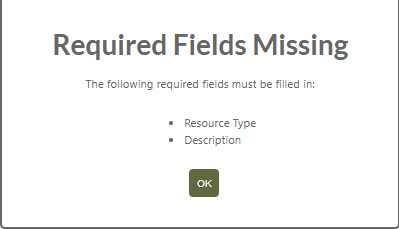 Required Fields Missing
The following required fields must be filled in:
Resource Type
Description
OK